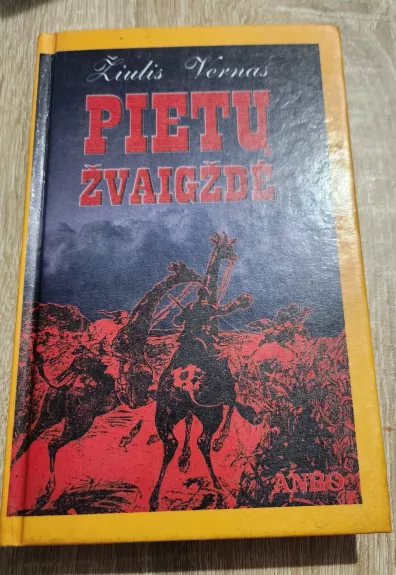 Žiulis Vernas
PIETŲ
ŽVAIGŽDĖ
ANBO